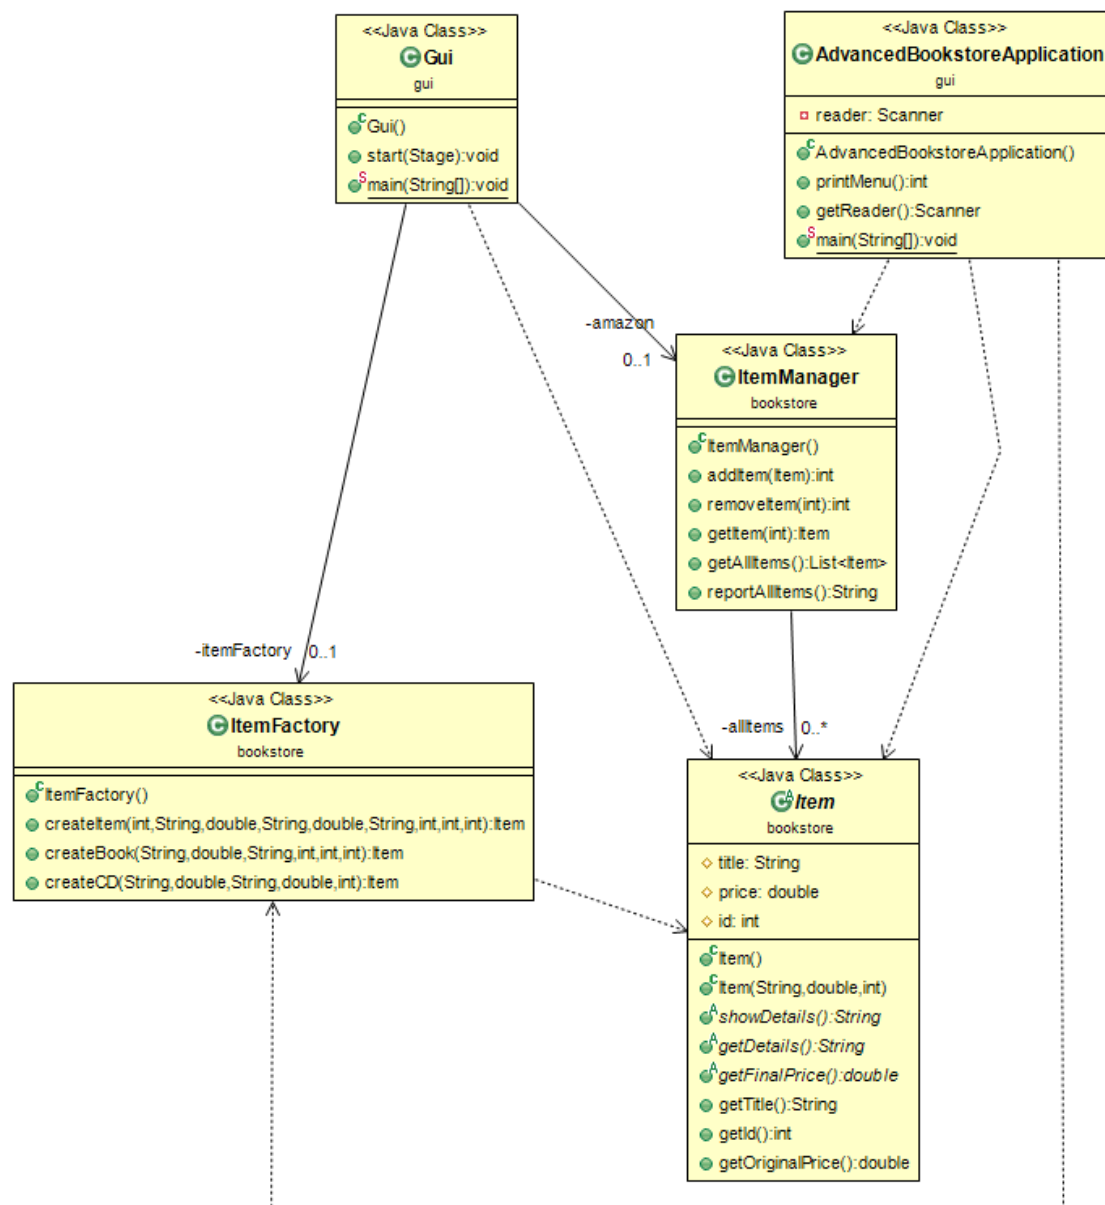 <<Java Class>>
Gui
gui
Gui()
start(Stage):void
main(String[]):void
<<Java Class>>
AdvancedBookstoreApplication
gui
reader: Scanner
AdvancedBookstoreApplication()
printMenu():int
getReader():Scanner
main(String[]):void
-amazon
0..1
<<Java Class>>
ItemManager
bookstore
ItemManager()
addItem(Item):int
removeItem(int):int
getItem(int):Item
getAllItems():List<Item>
reportAllItems():String
-itemFactory 0..1
<<Java Class>>
ItemFactory
bookstore
ItemFactory()
createItem(int,String,double,String,double,String,int,int,int):Item
createBook(String,double,String,int,int,int):Item
createCD(String,double,String,double,int):Item
-allItems 0..*
<<Java Class>>
Item
bookstore
title: String
price: double
id: int
Item()
Item(String,double,int)
showDetails():String
getDetails():String
getFinalPrice():double
getTitle():String
getId():int
getOriginalPrice():double